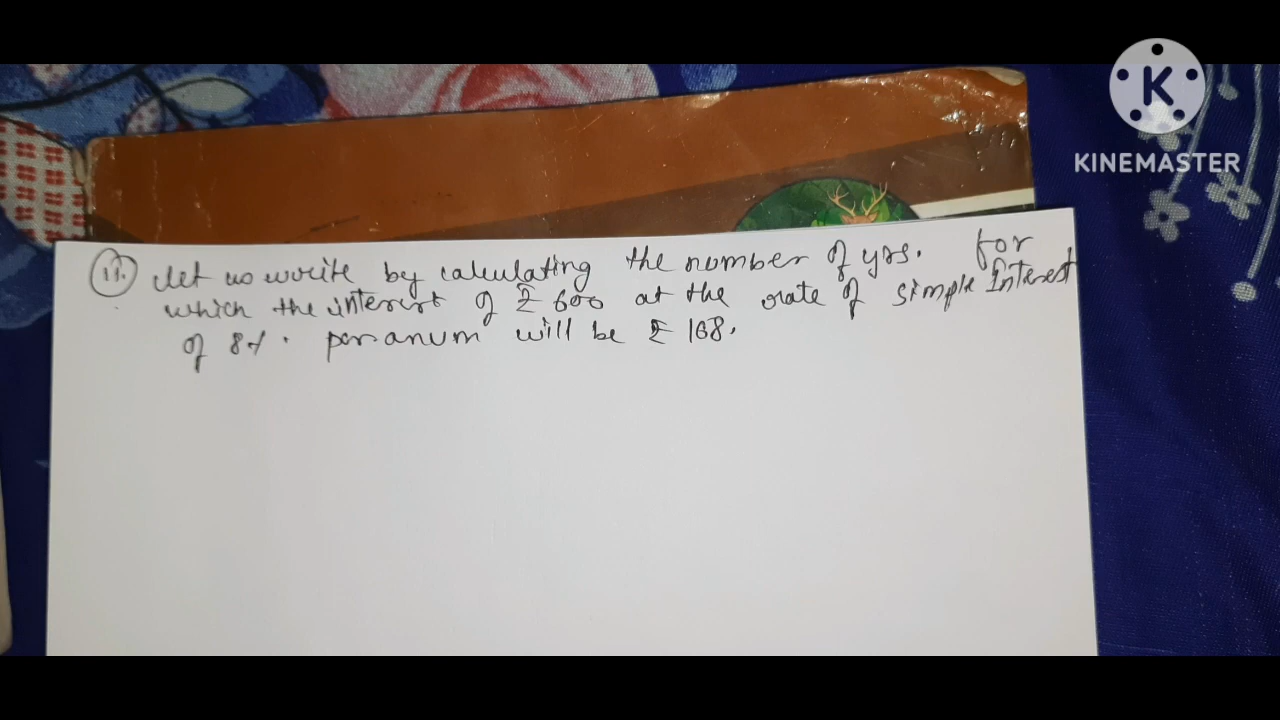 K
KINEMASTER
11. Let us write by calculating the number of yrs. for
which the interest of ₹ 600 at the rate of simple Interest
of 8% per anum will be ₹ 168.